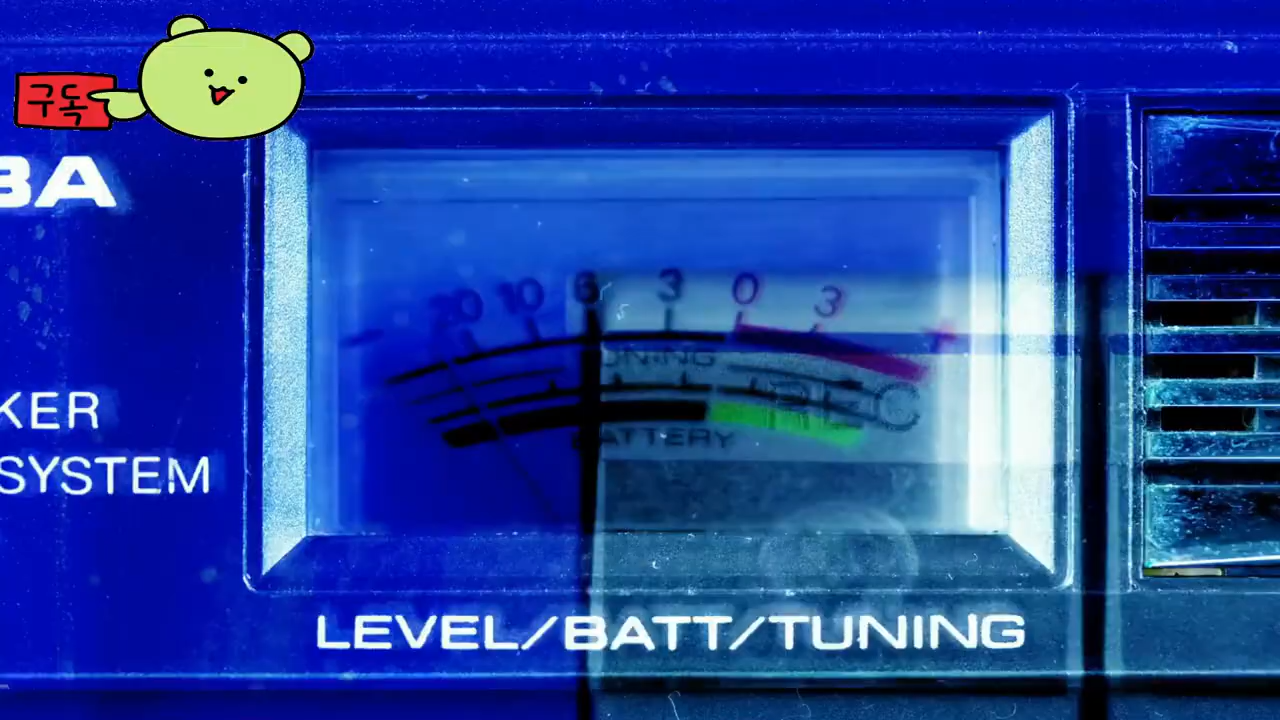 구독
BA
20 10 6 3 0 3 +
TUNING
REC
BATTERY
KER
SYSTEM
LEVEL/BATT/TUNING